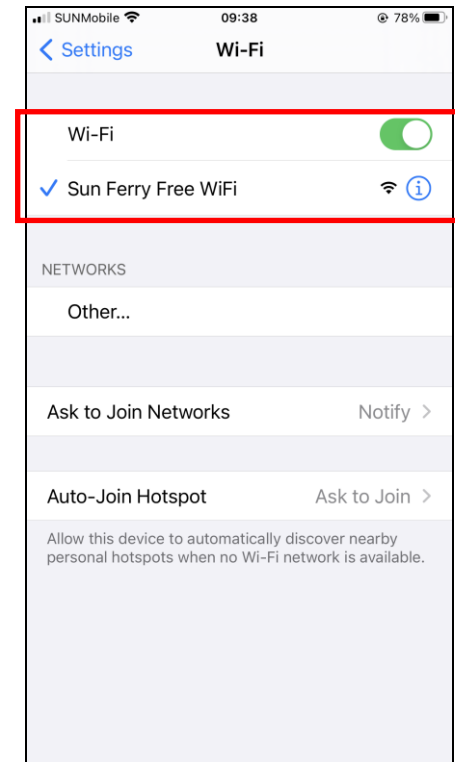 SUNMobile 09:38 78%
Settings Wi-Fi
Wi-Fi
Sun Ferry Free WiFi
NETWORKS
Other...
Ask to Join Networks Notify
Auto-Join Hotspot Ask to Join
Allow this device to automatically discover nearby
personal hotspots when no Wi-Fi network is available.